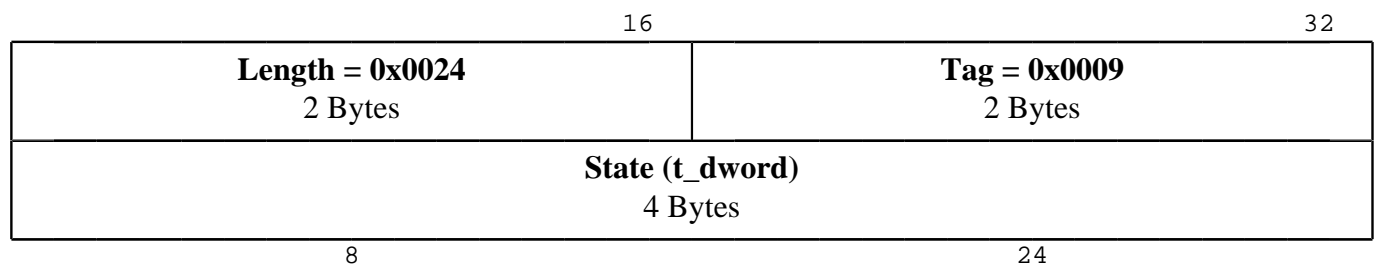 16 32
Length = 0x0024 Tag = 0x0009
2 Bytes 2 Bytes
State (t_dword)
4 Bytes
8 24